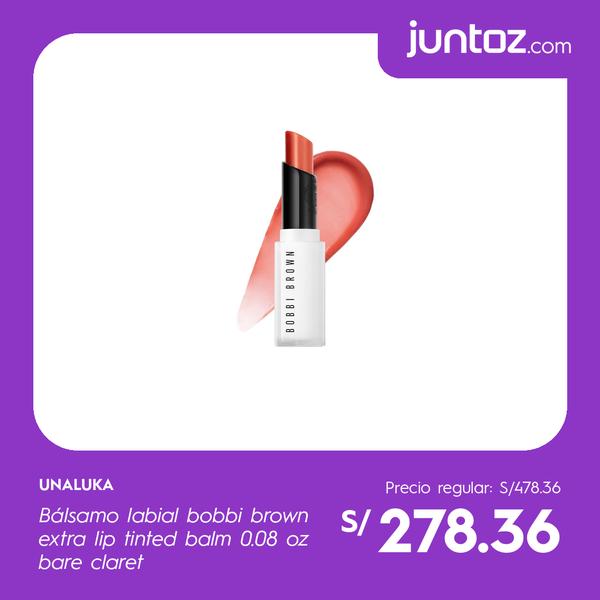 juntoz.com
BOBBI BROWN
UNALUKA
Bálsamo labial bobbi brown
extra lip tinted balm 0.08 oz
bare claret
Precio regular: S/478.36
S/ 278.36